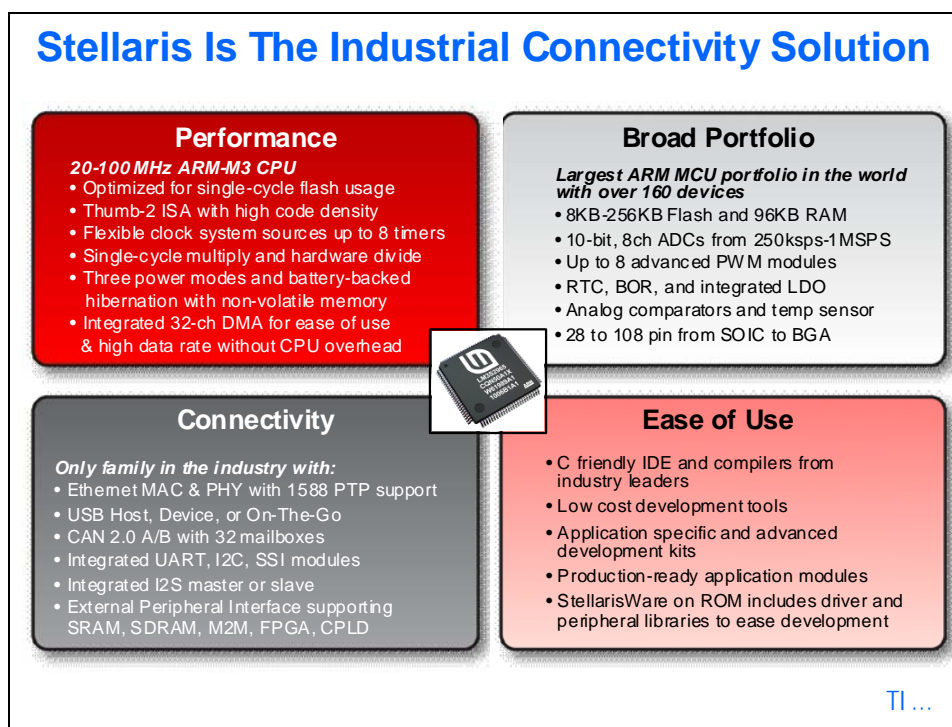 Stellaris Is The Industrial Connectivity Solution
Performance
20-100 MHz ARM-M3 CPU
• Optimized for single-cycle flash usage
• Thumb-2 ISA with high code density
• Flexible clock system sources up to 8 timers
• Single-cycle multiply and hardware divide
• Three power modes and battery-backed
hibernation with non-volatile memory
• Integrated 32-ch DMA for ease of use
& high data rate without CPU overhead
Broad Portfolio
Largest ARM MCU portfolio in the world
with over 160 devices
• 8KB-256KB Flash and 96KB RAM
• 10-bit, 8ch ADCs from 250ksps-1MSPS
• Up to 8 advanced PWM modules
• RTC, BOR, and integrated LDO
• Analog comparators and temp sensor
• 28 to 108 pin from SOIC to BGA
Connectivity
Only family in the industry with:
• Ethernet MAC & PHY with 1588 PTP support
• USB Host, Device, or On-The-Go
• CAN 2.0 A/B with 32 mailboxes
• Integrated UART, I2C, SSI modules
• Integrated I2S master or slave
• External Peripheral Interface supporting
SRAM, SDRAM, M2M, FPGA, CPLD
Ease of Use
• C friendly IDE and compilers from
industry leaders
• Low cost development tools
• Application specific and advanced
development kits
• Production-ready application modules
• StellarisWare on ROM includes driver and
peripheral libraries to ease development
TI ...